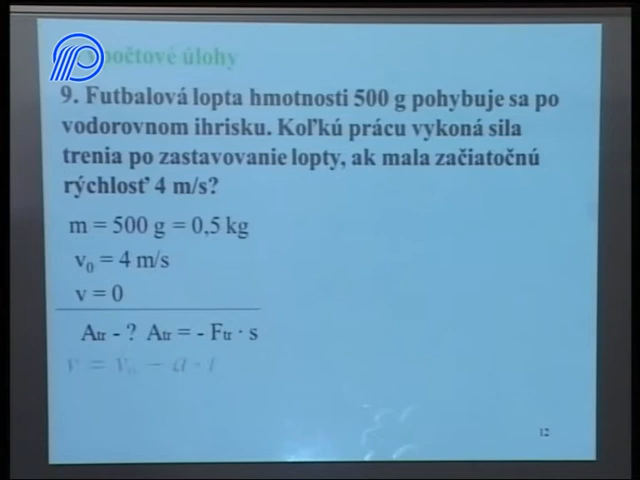 počtové úlohy
9. Futbalová lopta hmotnosti 500 g pohybuje sa po
vodorovnom ihrisku. Koľkú prácu vykoná sila
trenia po zastavovanie lopty, ak mala začiatočnú
rýchlosť 4 m/s?
m = 500 g = 0,5 kg
v₀ = 4 m/s
v = 0
Atr - ? Atr = - Ftr · s
v = v₀ − a · t
12